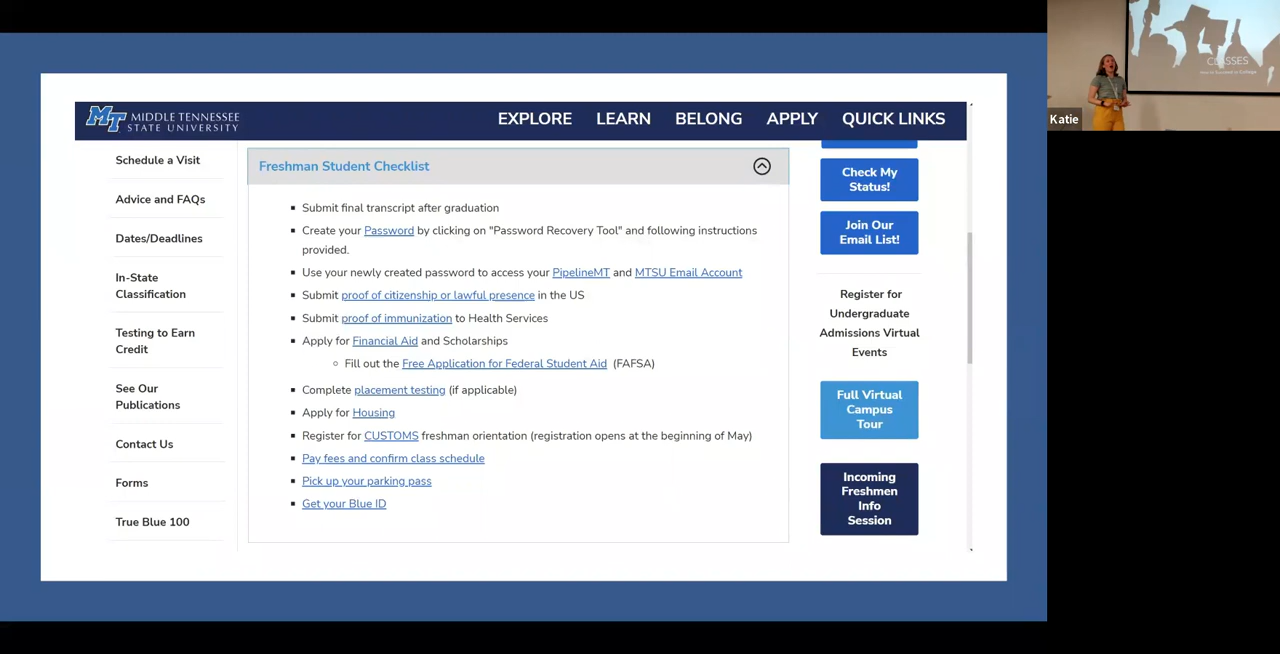 MT MIDDLE TENNESSEE
STATE UNIVERSITY
EXPLORE LEARN BELONG APPLY QUICK LINKS
Schedule a Visit
Advice and FAQs
Dates/Deadlines
In-State
Classification
Testing to Earn
Credit
See Our
Publications
Contact Us
Forms
True Blue 100
Freshman Student Checklist
Submit final transcript after graduation
Create your Password by clicking on "Password Recovery Tool" and following instructions
provided.
Use your newly created password to access your PipelineMT and MTSU Email Account
Submit proof of citizenship or lawful presence in the US
Submit proof of immunization to Health Services
Apply for Financial Aid and Scholarships
Fill out the Free Application for Federal Student Aid (FAFSA)
Complete placement testing (if applicable)
Apply for Housing
Register for CUSTOMS freshman orientation (registration opens at the beginning of May)
Pay fees and confirm class schedule
Pick up your parking pass
Get your Blue ID
Check My
Status!
Join Our
Email List!
Register for
Undergraduate
Admissions Virtual
Events
Full Virtual
Campus
Tour
Incoming
Freshmen
Info
Session
CLASSES
How to Succeed in College
Katie